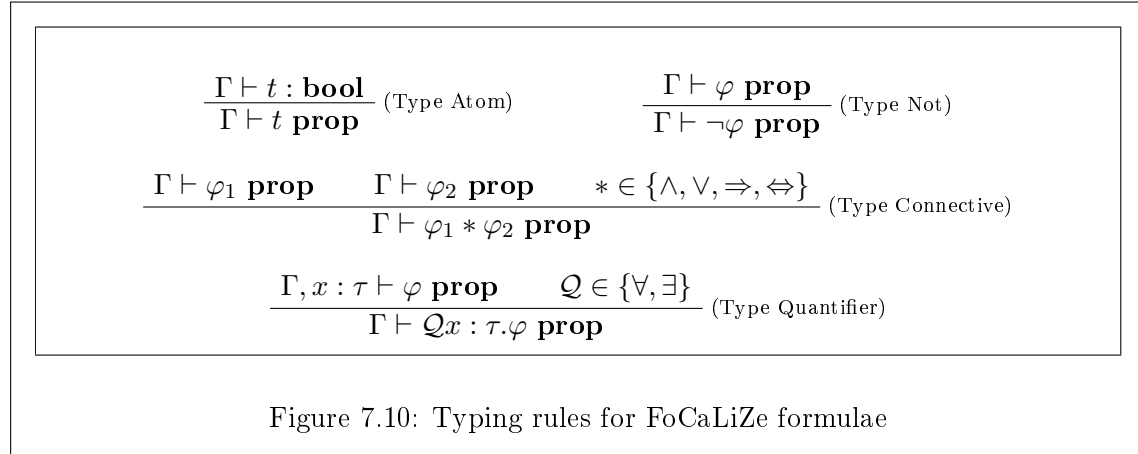 Γ ⊢ t : bool
Γ ⊢ t prop
(Type Atom)
Γ ⊢ φ prop
Γ ⊢ ¬φ prop
(Type Not)
Γ ⊢ φ₁ prop Γ ⊢ φ₂ prop ∗ ∈ {∧, ∨, ⇒, ⇔}
Γ ⊢ φ₁ ∗ φ₂ prop
(Type Connective)
Γ, x : τ ⊢ φ prop 𝒬 ∈ {∀, ∃}
Γ ⊢ 𝒬x : τ.φ prop
(Type Quantifier)
Figure 7.10: Typing rules for FoCaLiZe formulae